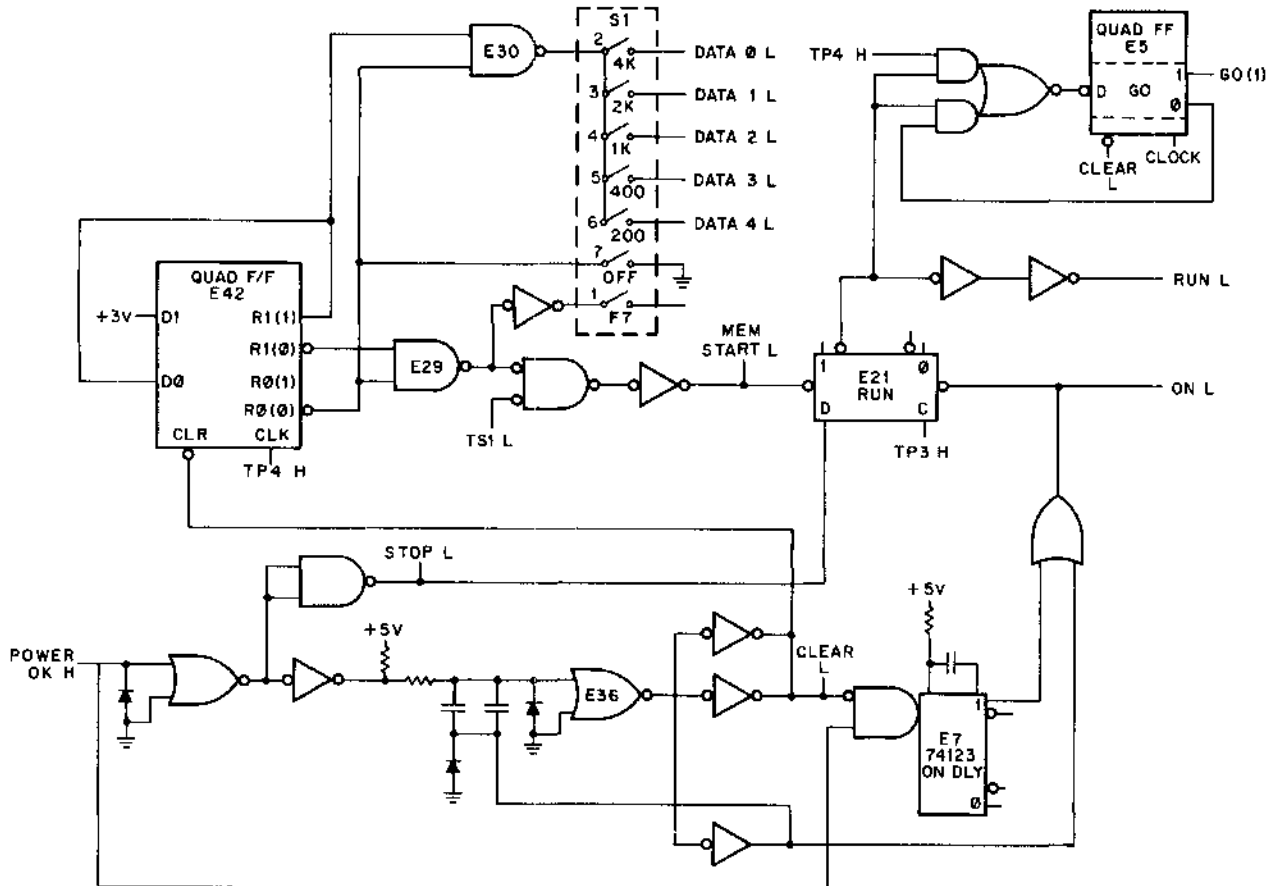 S1
E30
2
4K
DATA 0 L
3
2K
DATA 1 L
4
1K
DATA 2 L
5
400
DATA 3 L
6
200
DATA 4 L
7
OFF
1
F7
TP4 H
QUAD FF
E5
D
GO
1
0
GO(1)
CLEAR
L
CLOCK
RUN L
QUAD F/F
E42
+3V
D1
R1(1)
R1(0)
D0
R0(1)
R0(0)
CLR
CLK
TP4 H
E29
TS1 L
MEM
START L
1
0
E21
RUN
D
C
TP3 H
ON L
STOP L
POWER
OK H
+5V
E36
CLEAR
L
+5V
1
E7
74123
ON DLY
0